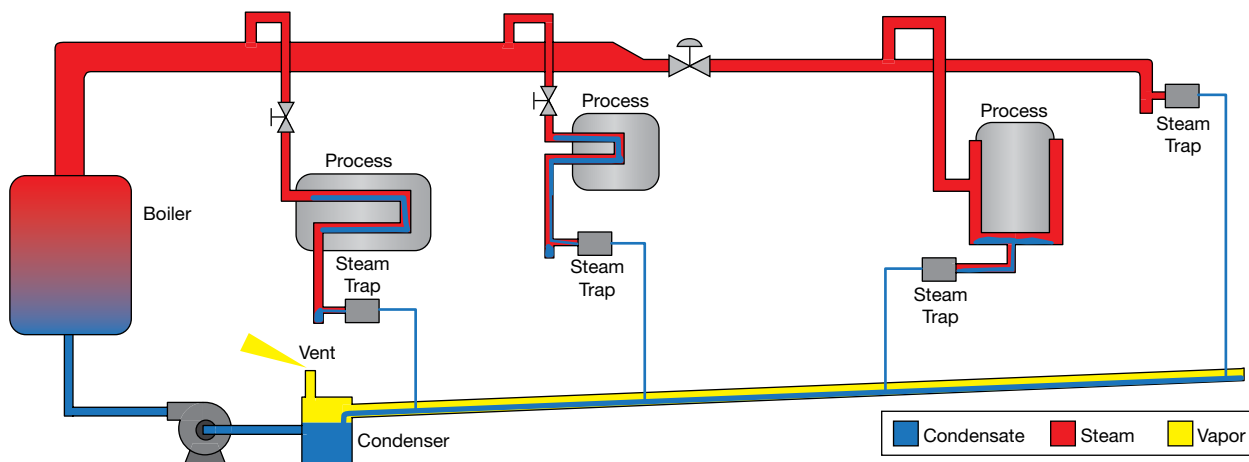 Process
Process
Steam
Trap
Boiler
Process
Steam
Trap
Steam
Trap
Steam
Trap
Vent
Condenser
Condensate
Steam
Vapor